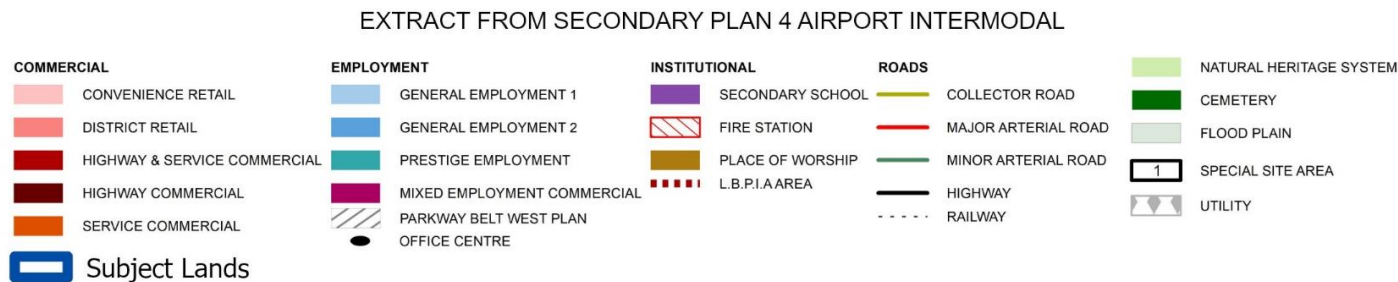 EXTRACT FROM SECONDARY PLAN 4 AIRPORT INTERMODAL
COMMERCIAL
CONVENIENCE RETAIL
DISTRICT RETAIL
HIGHWAY & SERVICE COMMERCIAL
HIGHWAY COMMERCIAL
SERVICE COMMERCIAL
Subject Lands
EMPLOYMENT
GENERAL EMPLOYMENT 1
GENERAL EMPLOYMENT 2
PRESTIGE EMPLOYMENT
MIXED EMPLOYMENT COMMERCIAL
PARKWAY BELT WEST PLAN
OFFICE CENTRE
INSTITUTIONAL
SECONDARY SCHOOL
FIRE STATION
PLACE OF WORSHIP
L.B.P.I.A AREA
ROADS
COLLECTOR ROAD
MAJOR ARTERIAL ROAD
MINOR ARTERIAL ROAD
HIGHWAY
RAILWAY
NATURAL HERITAGE SYSTEM
CEMETERY
FLOOD PLAIN
1 SPECIAL SITE AREA
UTILITY